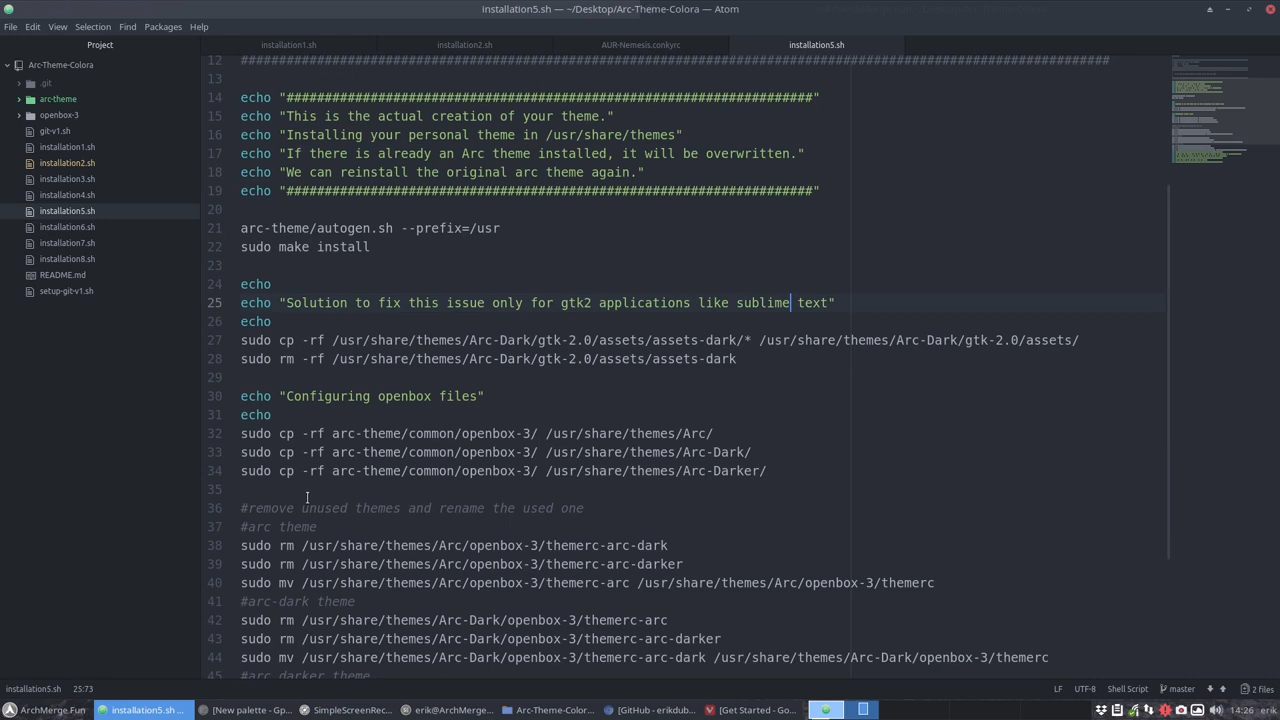 Installation5.sh — ~/Desktop/Arc-Theme-Colora — Atom
File Edit View Selection Find Packages Help
Project
installation1.sh installation2.sh AUR-Nemesis.conkyrc installation5.sh
Arc-Theme-Colora
.git
arc-theme
openbox-3
git-v1.sh
installation1.sh
installation2.sh
installation3.sh
installation4.sh
installation5.sh
installation6.sh
installation7.sh
installation8.sh
README.md
setup-git-v1.sh
12 #################################################################################################################
13
14 echo "#####################################################################"
15 echo "This is the actual creation of your theme."
16 echo "Installing your personal theme in /usr/share/themes"
17 echo "If there is already an Arc theme installed, it will be overwritten."
18 echo "We can reinstall the original arc theme again."
19 echo "#####################################################################"
20
21 arc-theme/autogen.sh --prefix=/usr
22 sudo make install
23
24 echo
25 echo "Solution to fix this issue only for gtk2 applications like sublime text"
26 echo
27 sudo cp -rf /usr/share/themes/Arc-Dark/gtk-2.0/assets/assets-dark/* /usr/share/themes/Arc-Dark/gtk-2.0/assets/
28 sudo rm -rf /usr/share/themes/Arc-Dark/gtk-2.0/assets/assets-dark
29
30 echo "Configuring openbox files"
31 echo
32 sudo cp -rf arc-theme/common/openbox-3/ /usr/share/themes/Arc/
33 sudo cp -rf arc-theme/common/openbox-3/ /usr/share/themes/Arc-Dark/
34 sudo cp -rf arc-theme/common/openbox-3/ /usr/share/themes/Arc-Darker/
35
36 #remove unused themes and rename the used one
37 #arc theme
38 sudo rm /usr/share/themes/Arc/openbox-3/themerc-arc-dark
39 sudo rm /usr/share/themes/Arc/openbox-3/themerc-arc-darker
40 sudo mv /usr/share/themes/Arc/openbox-3/themerc-arc /usr/share/themes/Arc/openbox-3/themerc
41 #arc-dark theme
42 sudo rm /usr/share/themes/Arc-Dark/openbox-3/themerc-arc
43 sudo rm /usr/share/themes/Arc-Dark/openbox-3/themerc-arc-darker
44 sudo mv /usr/share/themes/Arc-Dark/openbox-3/themerc-arc-dark /usr/share/themes/Arc-Dark/openbox-3/themerc
45 #arc darker theme
installation5.sh 25:73 LF UTF-8 Shell Script master 2 files
ArchMerge Fun installation5.sh ... [New palette - Gp... SimpleScreenRec... erik@ArchMerge... Arc-Theme-Color... [GitHub - erikdub... [Get Started - Go... 14:26 erik